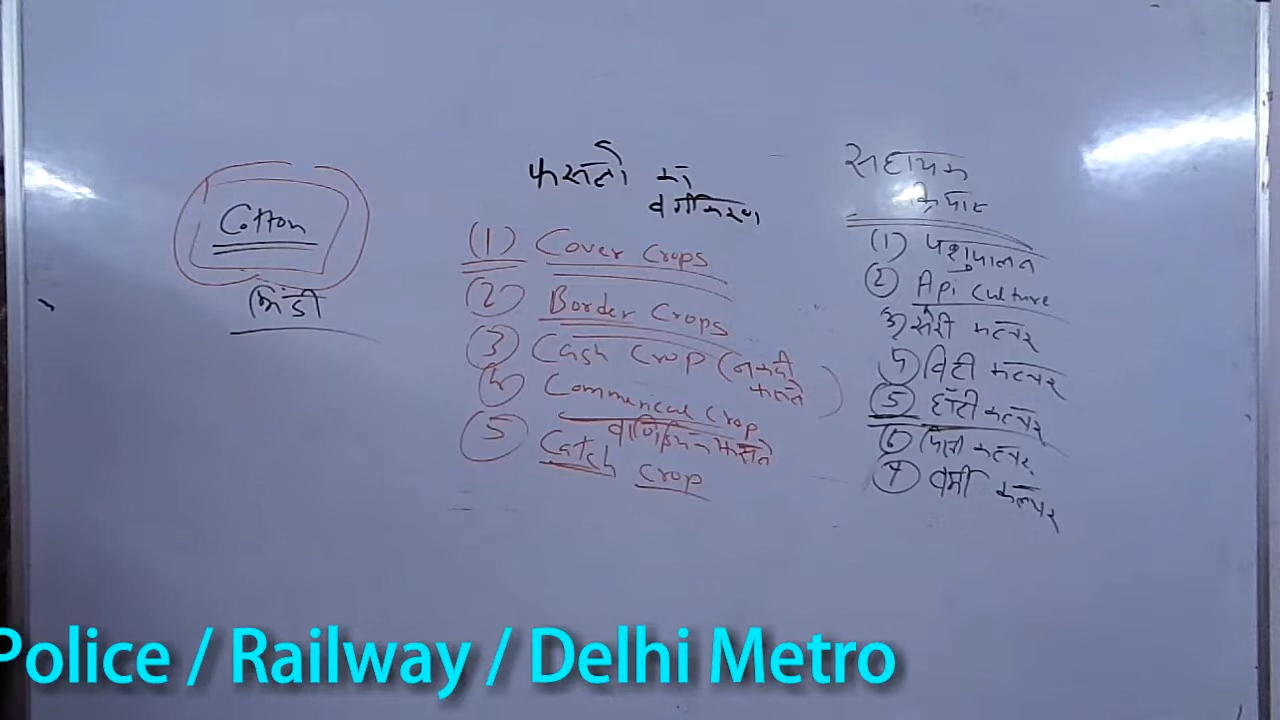 Cotton
भिंडी
फसलो का
वर्गीकरण
(1) Cover Crops
(2) Border Crops
(3) Cash Crop (नकदी
फसले)
(4) Commurical Crop
वाणिज्यिक फसले
(5) Catch Crop
सहायक
क्रियाए
(1) पशुपालन
(2) Api Culture
(3) सेरी कल्चर
(4) विटी कल्चर
(5) हॉर्टी कल्चर
(6) पिसी कल्चर
(7) वर्मी कल्चर
Police / Railway / Delhi Metro